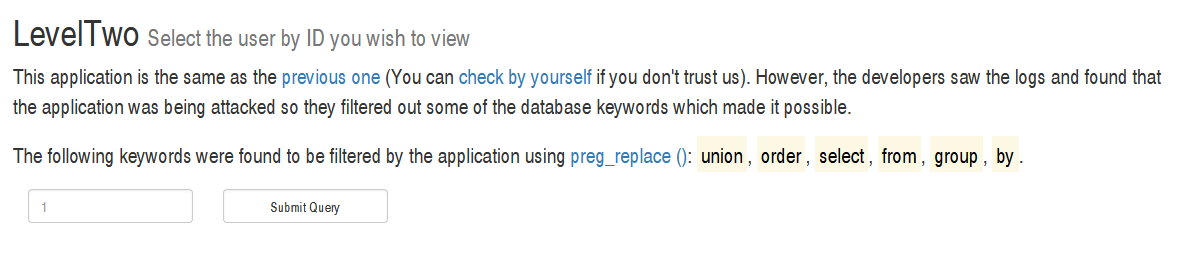 LevelTwo Select the user by ID you wish to view
This application is the same as the previous one (You can check by yourself if you don't trust us). However, the developers saw the logs and found that
the application was being attacked so they filtered out some of the database keywords which made it possible.
The following keywords were found to be filtered by the application using preg_replace (): union, order, select, from, group, by.
1 Submit Query